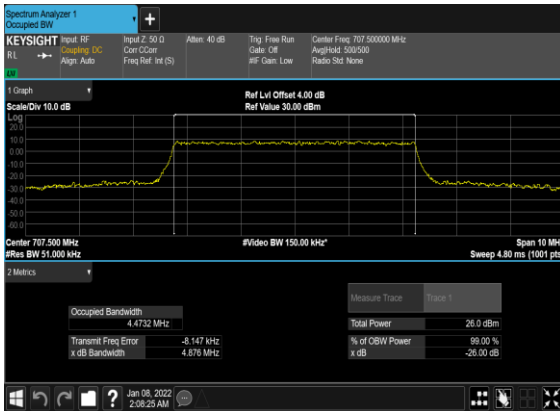 Spectrum Analyzer 1
Occupied BW
+
KEYSIGHT Input: RF Input Z: 50 Ω Atten: 40 dB Trig: Free Run Center Freq: 707.500000 MHz
RL Coupling: DC Corr CCorr Gate: Off Avg|Hold: 500/500
Align: Auto Freq Ref: Int (S) #IF Gain: Low Radio Std: None
LXI
1 Graph
Ref Lvl Offset 4.00 dB
Scale/Div 10.0 dB Ref Value 30.00 dBm
Log
20.0
10.0
0.00
-10.0
-20.0
-30.0
-40.0
-50.0
-60.0
Center 707.500 MHz #Video BW 150.00 kHz* Span 10 MH
#Res BW 51.000 kHz Sweep 4.80 ms (1001 pts
2 Metrics
Measure Trace Trace 1
Occupied Bandwidth
4.4732 MHz Total Power 26.0 dBm
Transmit Freq Error -8.147 kHz % of OBW Power 99.00 %
x dB Bandwidth 4.876 MHz x dB -26.00 dB
? Jan 08, 2022
2:08:25 AM